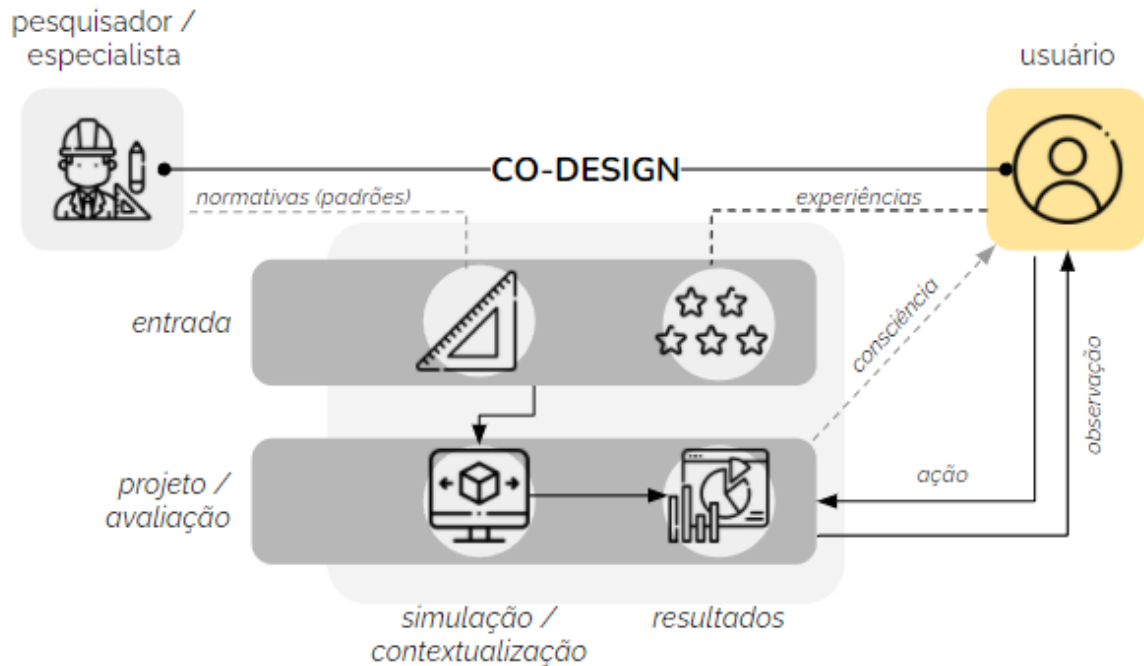 pesquisador /
especialista
usuário
CO-DESIGN
normativas (padrões)
experiências
entrada
consciência
observação
projeto /
avaliação
ação
simulação /
contextualização
resultados